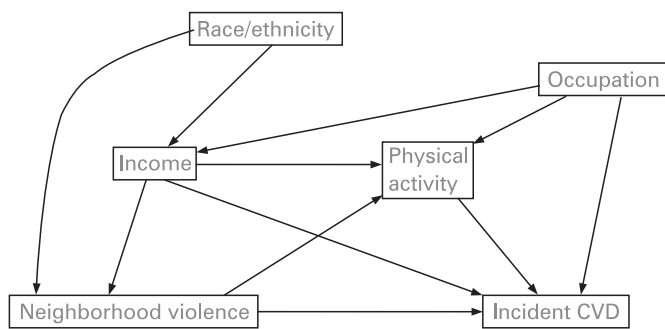 Race/ethnicity
Occupation
Income
Physical
activity
Neighborhood violence
Incident CVD